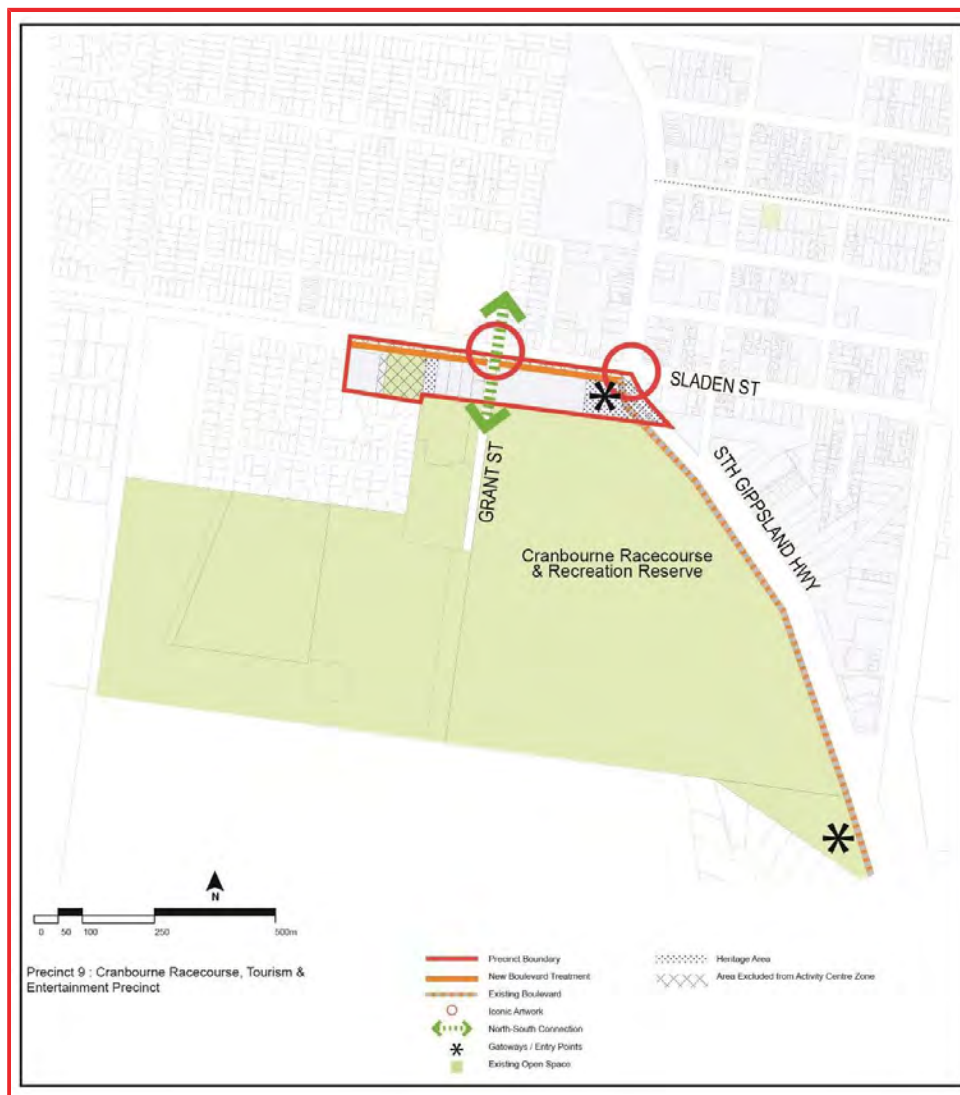 SLADEN ST
STH GIPPSLAND HWY
GRANT ST
Cranbourne Racecourse
& Recreation Reserve
N
0 50 100 250 500m
Precinct 9 : Cranbourne Racecourse, Tourism &
Entertainment Precinct
Precinct Boundary
New Boulevard Treatment
Existing Boulevard
Iconic Artwork
North-South Connection
Gateways / Entry Points
Existing Open Space
Heritage Area
Area Excluded from Activity Centre Zone